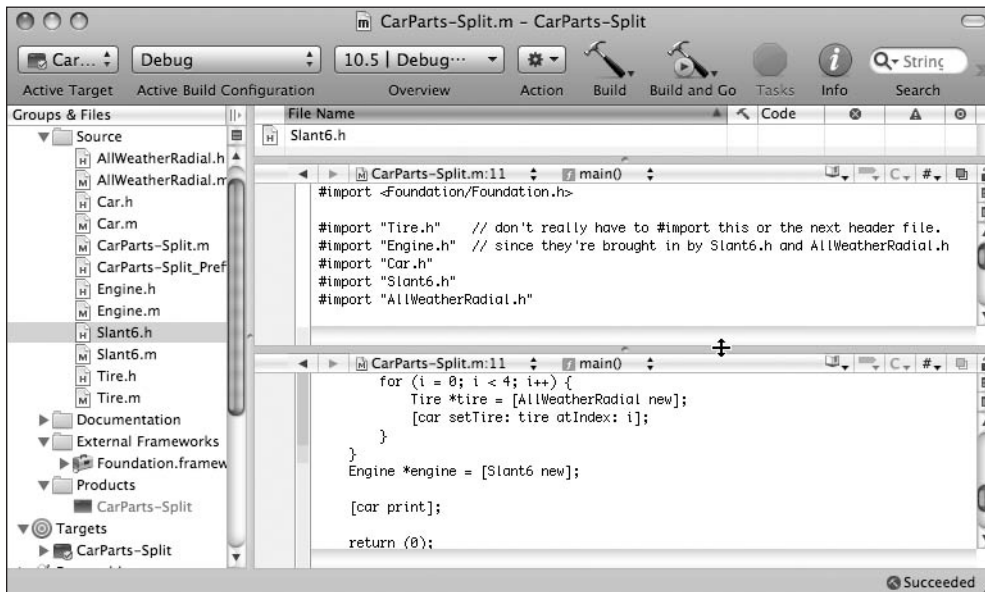 CarParts-Split.m - CarParts-Split
Car...
Debug
10.5 | Debug...
String
Active Target
Active Build Configuration
Overview
Action
Build
Build and Go
Tasks
Info
Search
Groups & Files
File Name
Code
Source
Slant6.h
AllWeatherRadial.h
AllWeatherRadial.m
Car.h
Car.m
CarParts-Split.m
CarParts-Split_Pref
Engine.h
Engine.m
Slant6.h
Slant6.m
Tire.h
Tire.m
Documentation
External Frameworks
Foundation.framew
Products
CarParts-Split
Targets
CarParts-Split
CarParts-Split.m:11
main()
C
#
#import <Foundation/Foundation.h>
#import "Tire.h" // don't really have to #import this or the next header file.
#import "Engine.h" // since they're brought in by Slant6.h and AllWeatherRadial.h
#import "Car.h"
#import "Slant6.h"
#import "AllWeatherRadial.h"
CarParts-Split.m:11
main()
C
#
for (i = 0; i < 4; i++) {
Tire *tire = [AllWeatherRadial new];
[car setTire: tire atIndex: i];
}
}
Engine *engine = [Slant6 new];
[car print];
return (0);
Succeeded